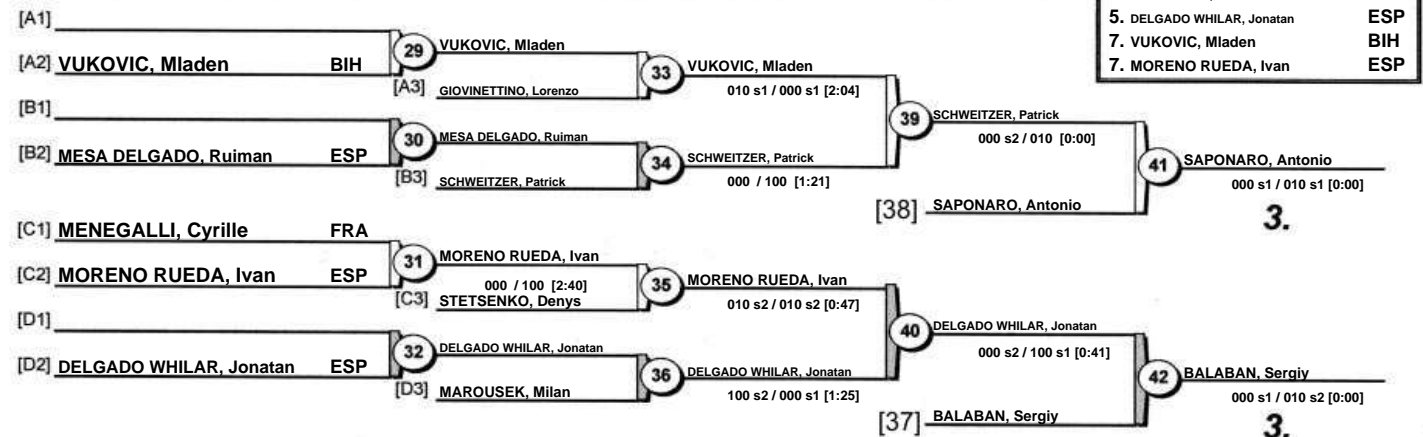 5. DELGADO WHILAR, Jonatan ESP
7. VUKOVIC, Mladen BIH
7. MORENO RUEDA, Ivan ESP
[A1]
[A2] VUKOVIC, Mladen BIH
29
VUKOVIC, Mladen
[A3] GIOVINETTINO, Lorenzo
33
VUKOVIC, Mladen
010 s1 / 000 s1 [2:04]
[B1]
[B2] MESA DELGADO, Ruiman ESP
30
MESA DELGADO, Ruiman
[B3] SCHWEITZER, Patrick
34
SCHWEITZER, Patrick
000 / 100 [1:21]
39
SCHWEITZER, Patrick
000 s2 / 010 [0:00]
[38] SAPONARO, Antonio
41
SAPONARO, Antonio
000 s1 / 010 s1 [0:00]
3.
[C1] MENEGALLI, Cyrille FRA
[C2] MORENO RUEDA, Ivan ESP
31
MORENO RUEDA, Ivan
000 / 100 [2:40]
[C3] STETSENKO, Denys
35
MORENO RUEDA, Ivan
010 s2 / 010 s2 [0:47]
[D1]
[D2] DELGADO WHILAR, Jonatan ESP
32
DELGADO WHILAR, Jonatan
[D3] MAROUSEK, Milan
36
DELGADO WHILAR, Jonatan
100 s2 / 000 s1 [1:25]
40
DELGADO WHILAR, Jonatan
000 s2 / 100 s1 [0:41]
[37] BALABAN, Sergiy
42
BALABAN, Sergiy
000 s1 / 010 s2 [0:00]
3.